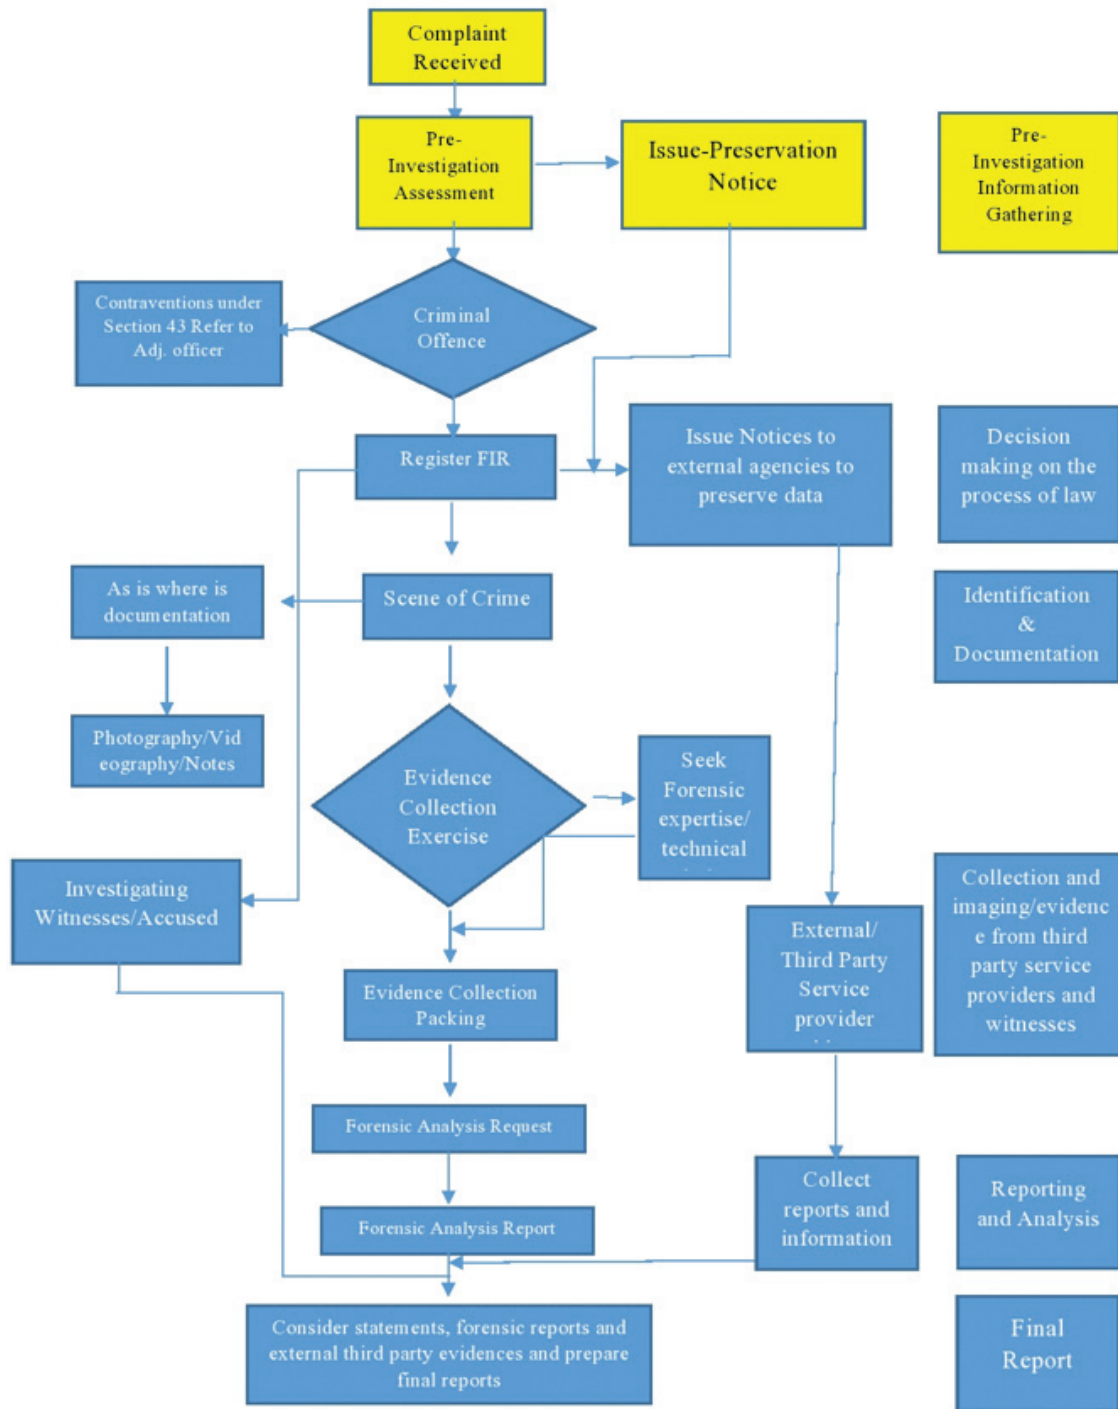 Complaint
Received
Pre-
Investigation
Assessment
Issue-Preservation
Notice
Pre-
Investigation
Information
Gathering
Contraventions under
Section 43 Refer to
Adj. officer
Criminal
Offence
Register FIR
Issue Notices to
external agencies to
preserve data
Decision
making on the
process of law
As is where is
documentation
Scene of Crime
Identification
&
Documentation
Photography/Vid
eography/Notes
Evidence
Collection
Exercise
Seek
Forensic
expertise/
technical
Investigating
Witnesses/Accused
External/
Third Party
Service
provider
Collection and
imaging/evidenc
e from third
party service
providers and
witnesses
Evidence Collection
Packing
Forensic Analysis Request
Forensic Analysis Report
Collect
reports and
information
Reporting
and Analysis
Consider statements, forensic reports and
external third party evidences and prepare
final reports
Final
Report